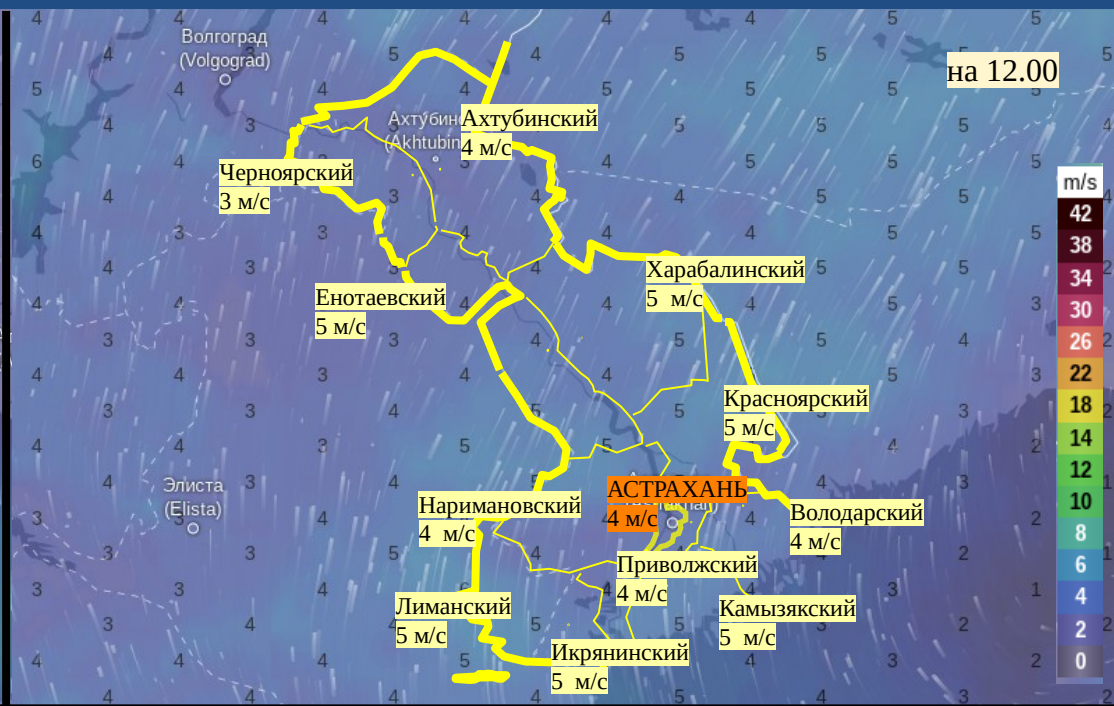 Волгоград
(Volgograd)
на 12.00
Ахтубинский
4 м/с
Ахтубин
(Akhtubin
Черноярский
3 м/с
m/s
42
38
34
30
26
22
18
14
12
10
8
6
4
2
0
Харабалинский
5 м/с
Енотаевский
5 м/с
Красноярский
5 м/с
Элиста
(Elista)
АСТРАХАНЬ
4 м/с
Наримановский
4 м/с
Володарский
4 м/с
Приволжский
4 м/с
Лиманский
5 м/с
Камызякский
5 м/с
Икрянинский
5 м/с